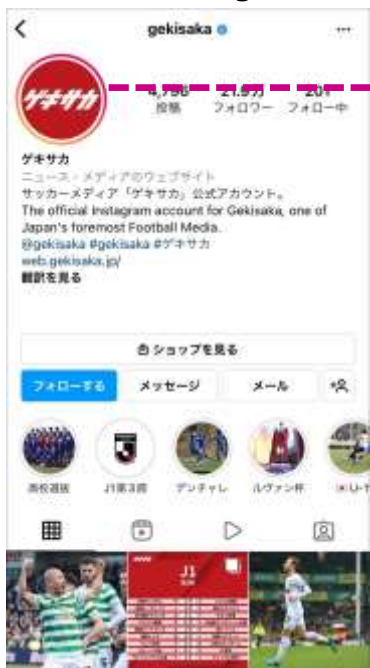 gekisaka
ゲキサカ
4,798 21.9万 201
投稿 フォロワー フォロー中
ゲキサカ
ニュース・メディアのウェブサイト
サッカーメディア「ゲキサカ」公式アカウント。
The official Instagram account for Gekisaka, one of
Japan's foremost Football Media.
@gekisaka #gekisaka #ゲキサカ
web.gekisaka.jp/
翻訳を見る
ショップを見る
フォローする メッセージ メール
高校選抜 J1第3節 デンチャレ ルヴァン杯
J1